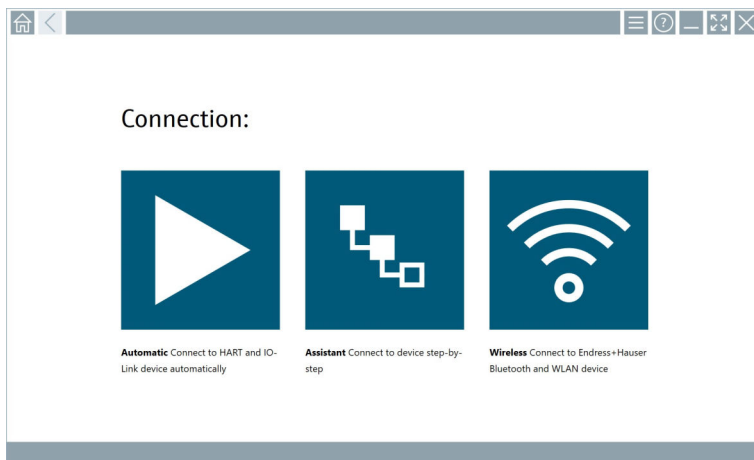 ?
Connection:
Automatic Connect to HART and IO-
Link device automatically
Assistant Connect to device step-by-
step
Wireless Connect to Endress+Hauser
Bluetooth and WLAN device